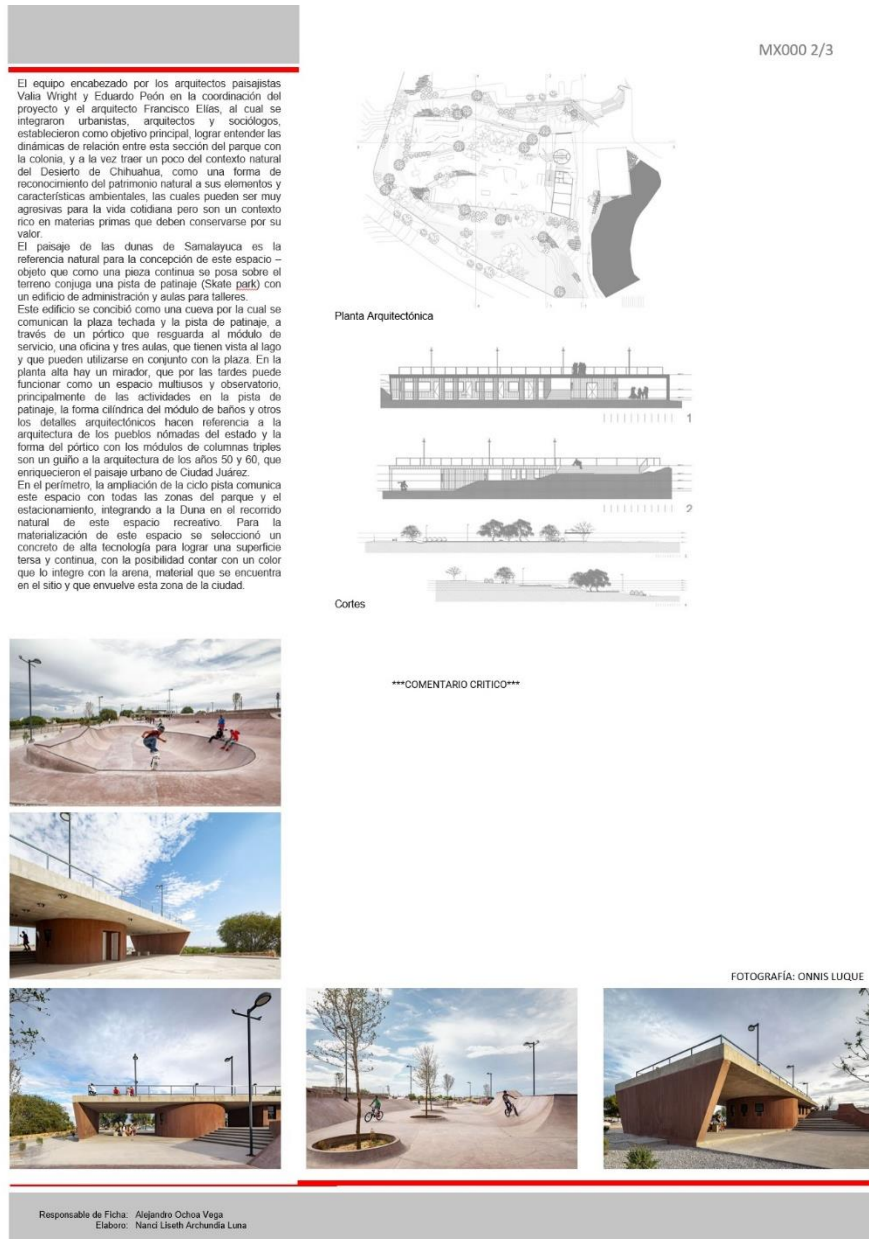 MX000 2/3
El equipo encabezado por los arquitectos paisajistas
Valia Wright y Eduardo Peón en la coordinación del
proyecto y el arquitecto Francisco Elías, al cual se
integraron urbanistas, arquitectos y sociólogos,
establecieron como objetivo principal, lograr entender las
dinámicas de relación entre esta sección del parque con
la colonia, y a la vez traer un poco del contexto natural
del Desierto de Chihuahua, como una forma de
reconocimiento del patrimonio natural a sus elementos y
características ambientales, las cuales pueden ser muy
agresivas para la vida cotidiana pero son un contexto
rico en materias primas que deben conservarse por su
valor.
El paisaje de las dunas de Samalayuca es la
referencia natural para la concepción de este espacio –
objeto que como una pieza continua se posa sobre el
terreno conjuga una pista de patinaje (Skate park) con
un edificio de administración y aulas para talleres.
Este edificio se concibió como una cueva por la cual se
comunican la plaza techada y la pista de patinaje, a
través de un pórtico que resguarda al módulo de
servicio, una oficina y tres aulas, que tienen vista al lago
y que pueden utilizarse en conjunto con la plaza. En la
planta alta hay un mirador, que por las tardes puede
funcionar como un espacio multiusos y observatorio,
principalmente de las actividades en la pista de
patinaje, la forma cilíndrica del módulo de baños y otros
los detalles arquitectónicos hacen referencia a la
arquitectura de los pueblos nómadas del estado y la
forma del pórtico con los módulos de columnas triples
son un guiño a la arquitectura de los años 50 y 60, que
enriquecieron el paisaje urbano de Ciudad Juárez.
En el perímetro, la ampliación de la ciclo pista comunica
este espacio con todas las zonas del parque y el
estacionamiento, integrando a la Duna en el recorrido
natural de este espacio recreativo. Para la
materialización de este espacio se seleccionó un
concreto de alta tecnología para lograr una superficie
tersa y continua, con la posibilidad contar con un color
que lo integre con la arena, material que se encuentra
en el sitio y que envuelve esta zona de la ciudad.
Planta Arquitectónica
1
2
Cortes
***COMENTARIO CRITICO***
FOTOGRAFÍA: ONNIS LUQUE
Responsable de Ficha: Alejandro Ochoa Vega
Elaboro: Nanci Liseth Archundia Luna